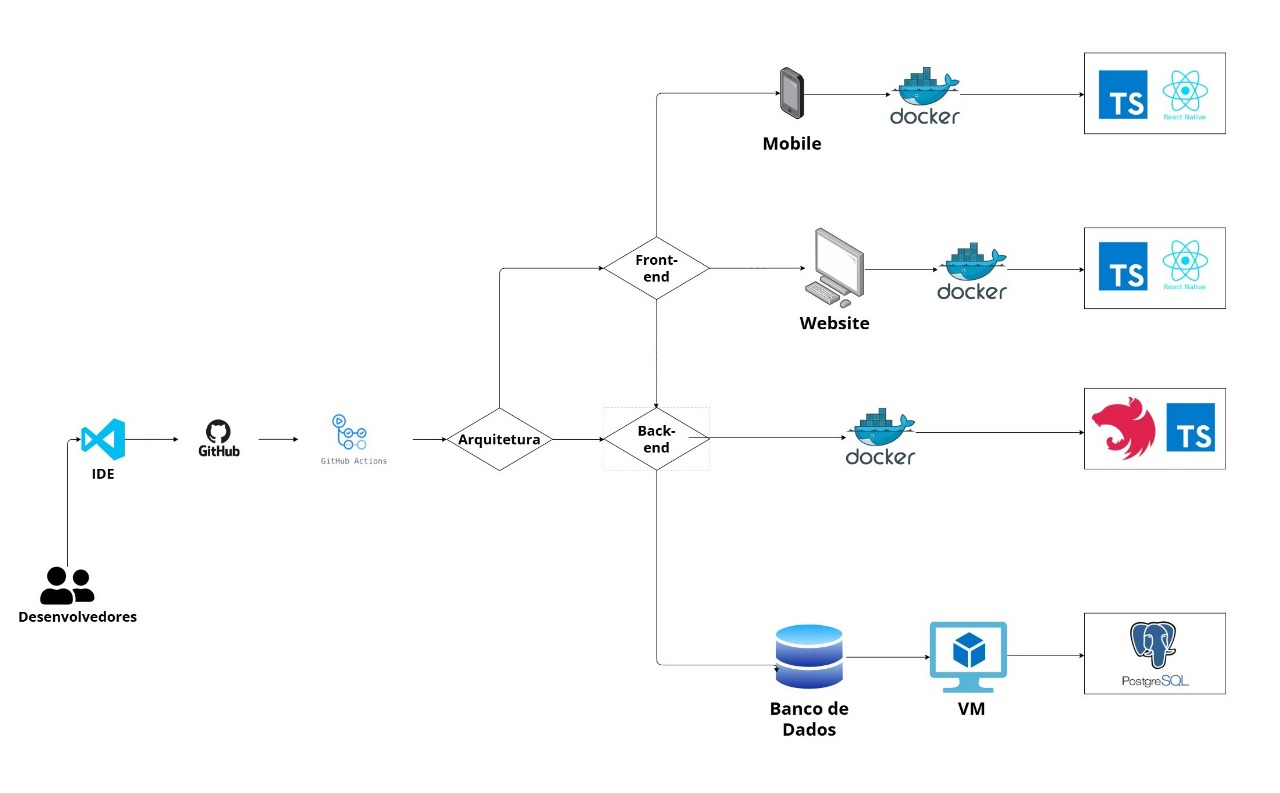 Mobile
docker
TS
React Native
Front-
end
Website
docker
TS
React Native
IDE
GitHub
GitHub Actions
Arquitetura
Back-
end
docker
TS
Desenvolvedores
Banco de
Dados
VM
PostgreSQL